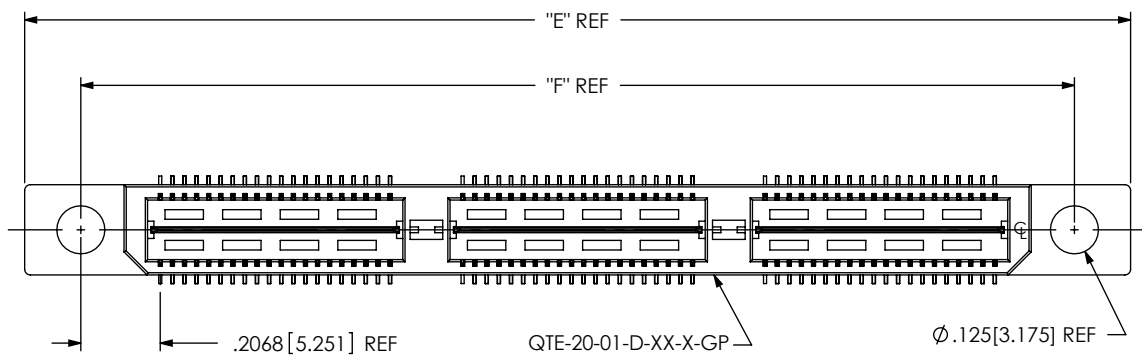 "E" REF
"F" REF
℄
.2068[5.251] REF
QTE-20-01-D-XX-X-GP
Ø.125[3.175] REF